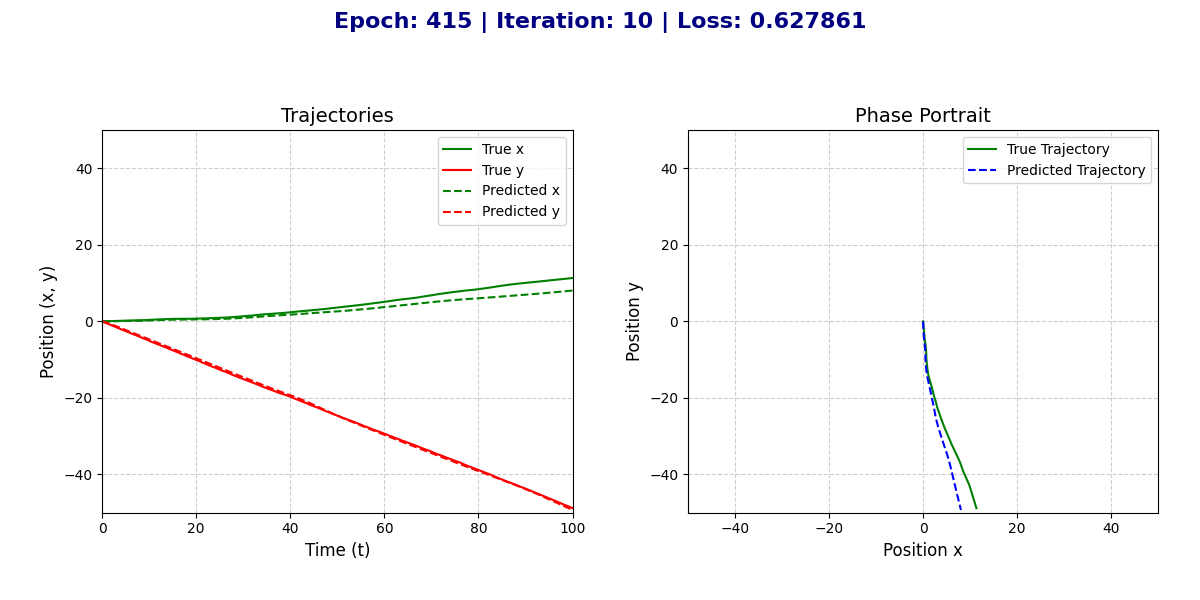 Epoch: 415 | Iteration: 10 | Loss: 0.627861
Trajectories
True x
True y
Predicted x
Predicted y
40
20
0
−20
−40
Position (x, y)
0
20
40
60
80
100
Time (t)
Phase Portrait
True Trajectory
Predicted Trajectory
40
20
0
−20
−40
Position y
−40
−20
0
20
40
Position x